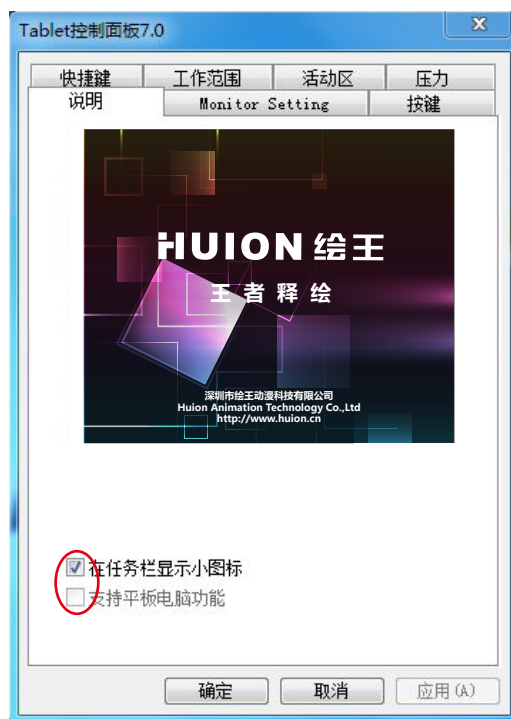 Tablet控制面板7.0
快捷鍵 工作范围 活动区 压力
说明 Monitor Setting 按鍵
HUION 绘王
王者释绘
深圳市绘王动漫科技有限公司
Huion Animation Technology Co.,Ltd
http://www.huion.cn
在任务栏显示小图标
支持平板电脑功能
确定 取消 应用(A)